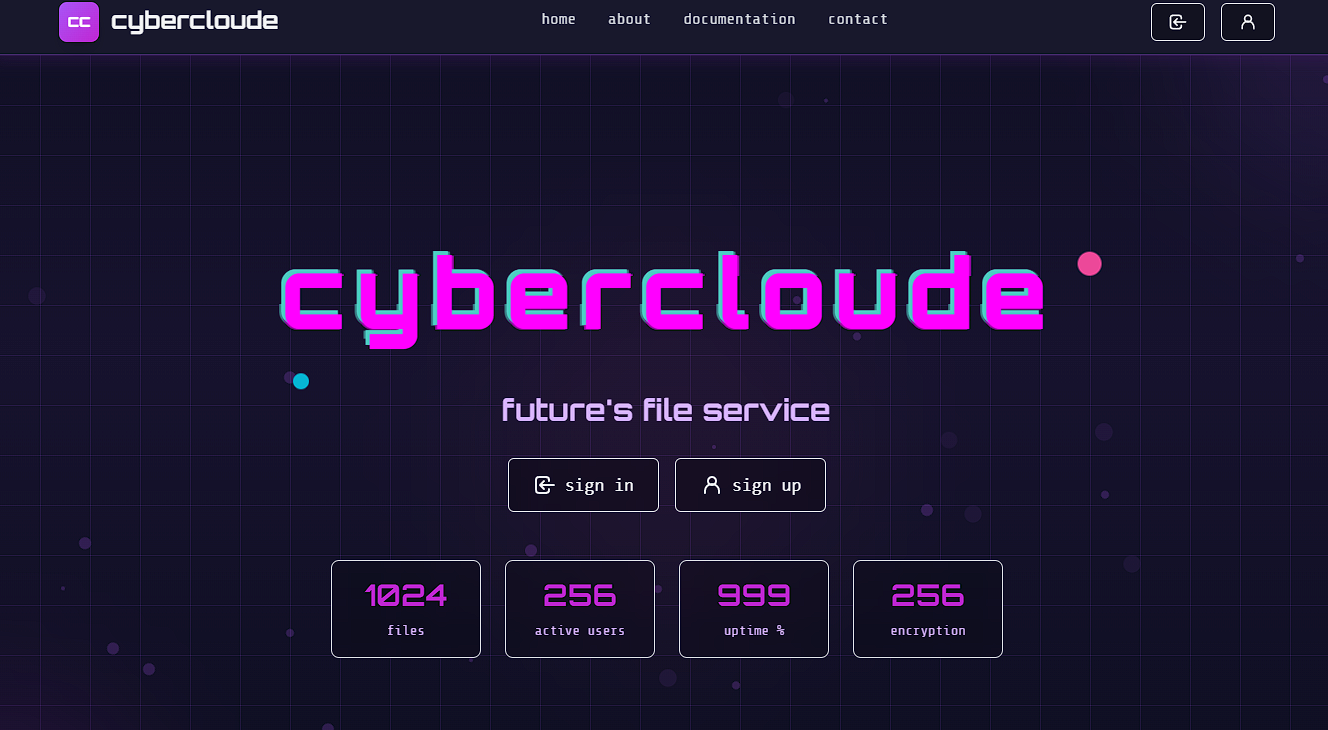 cc cybercloude home about documentation contact
cybercloude
future's file service
sign in sign up
1024 256 999 256
files active users uptime % encryption